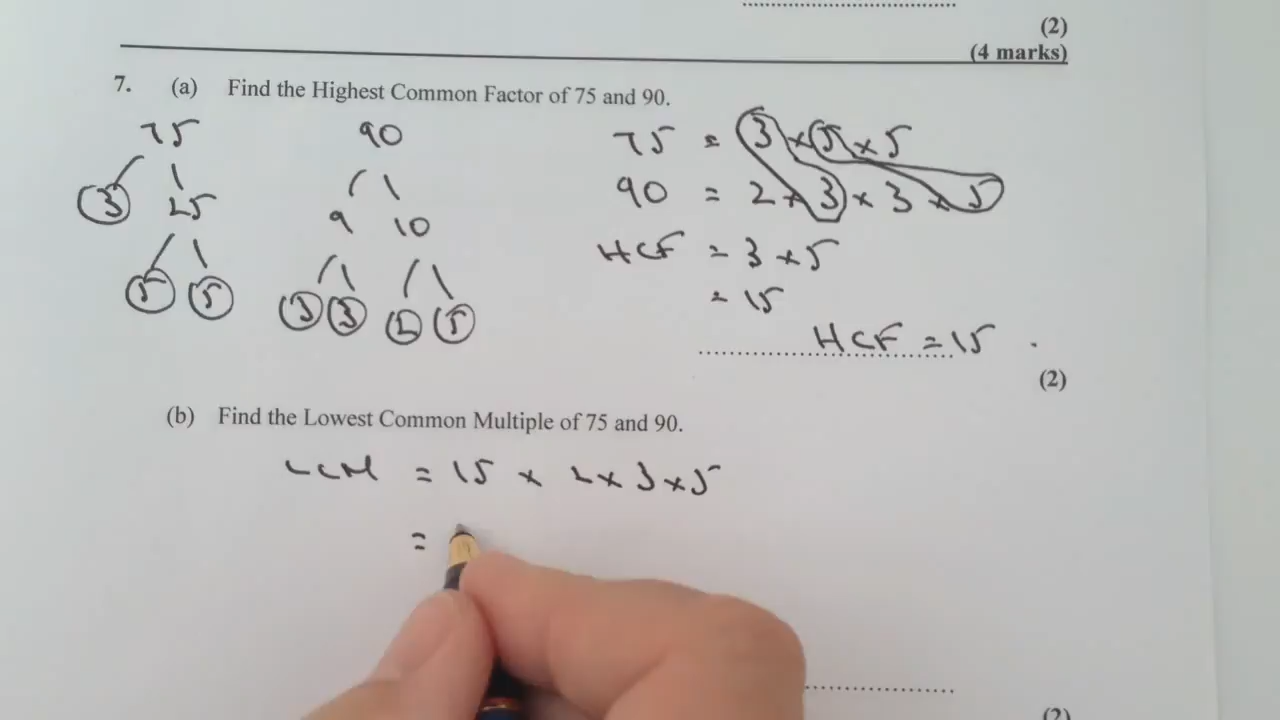 (2)
(4 marks)
7. (a) Find the Highest Common Factor of 75 and 90.
75 90
3 25
9 10
5 5
3 3 2 5
75 = 3 × 5 × 5
90 = 2 × 3 × 3 × 5
HCF = 3 × 5
= 15
HCF = 15
(2)
(b) Find the Lowest Common Multiple of 75 and 90.
LCM = 15 × 2 × 3 × 5
=
(2)